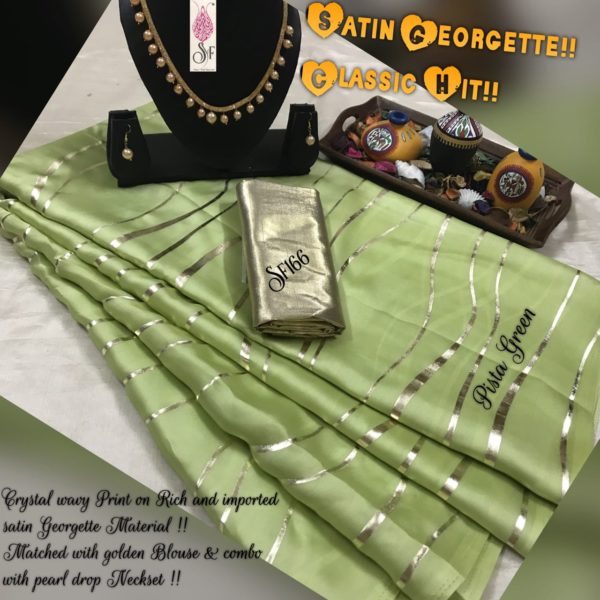 Satin Georgette!!
Classic Hit!!
SF
SF166
Pista Green
Crystal wavy Print on Rich and imported
satin Georgette Material !!
Matched with golden Blouse & combo
with pearl drop Neckset !!